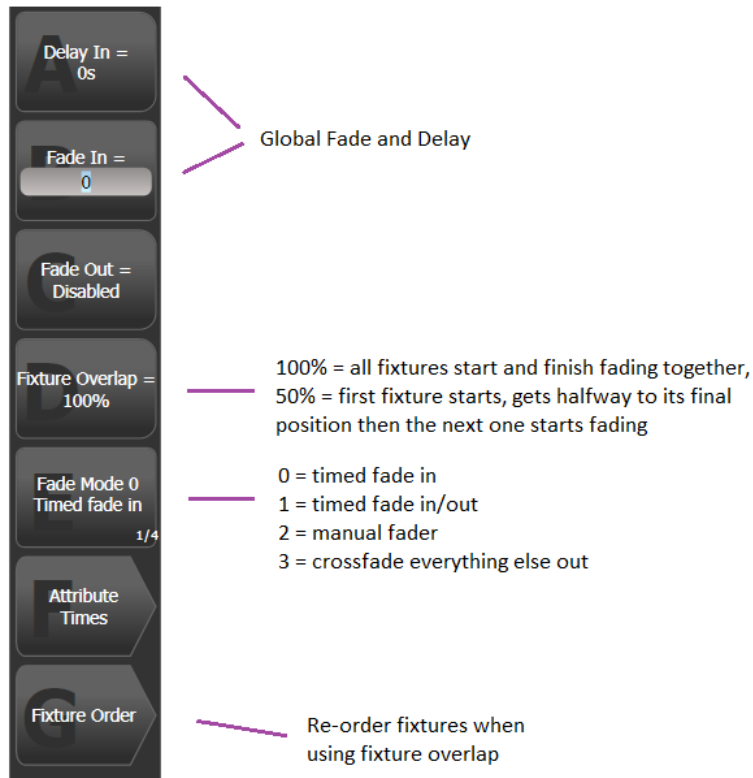 A
Delay In =
0s
Global Fade and Delay
B
Fade In =
0
C
Fade Out =
Disabled
D
Fixture Overlap =
100%
100% = all fixtures start and finish fading together,
50% = first fixture starts, gets halfway to its final
position then the next one starts fading
E
Fade Mode 0
Timed fade in
1/4
0 = timed fade in
1 = timed fade in/out
2 = manual fader
3 = crossfade everything else out
F
Attribute
Times
G
Fixture Order
Re-order fixtures when
using fixture overlap